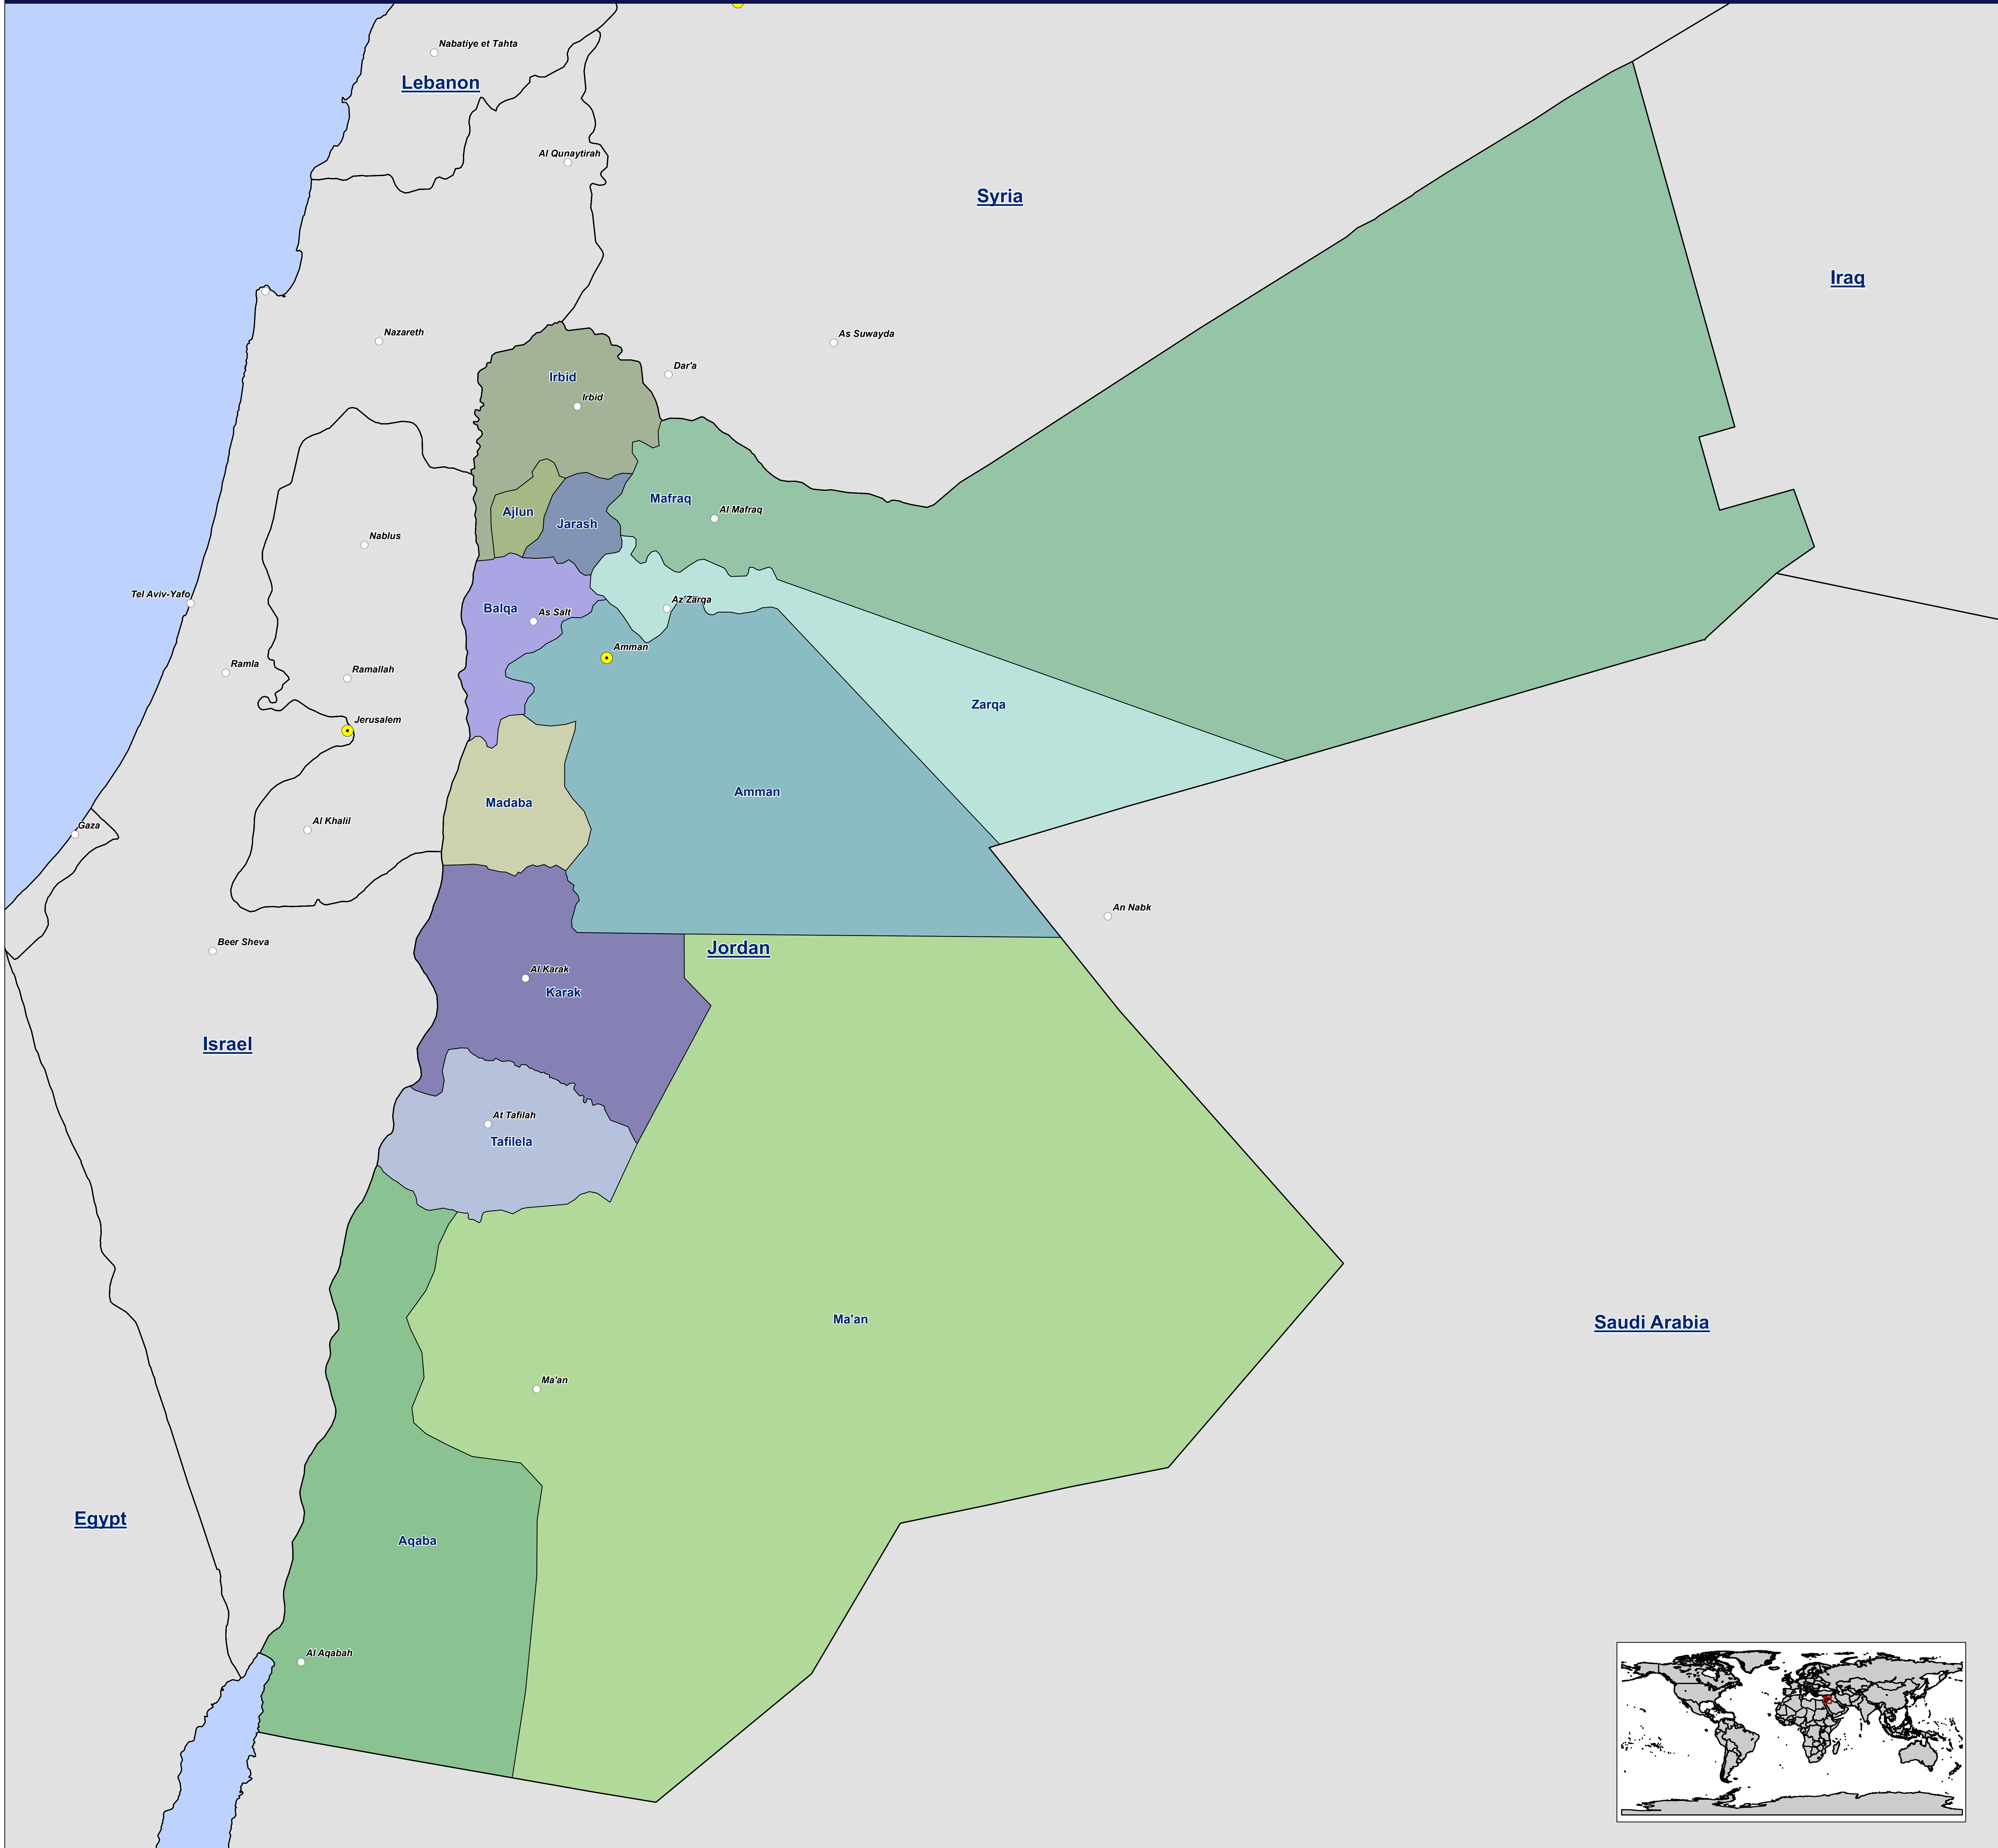 Nabatiye et Tahta
Lebanon
Al Qunaytirah
Syria
Iraq
Nazareth
As Suwayda
Dar'a
Irbid
Irbid
Mafraq
Al Mafraq
Ajlun
Jarash
Nablus
Tel Aviv-Yafo
Az'Zarqa
Balqa
As Salt
Amman
Ramla
Ramallah
Zarqa
Jerusalem
Amman
Madaba
Al Khalil
Gaza
An Nabk
Beer Sheva
Jordan
Al Karak
Karak
Israel
At Tafilah
Tafilela
Ma'an
Saudi Arabia
Ma'an
Egypt
Aqaba
Al Aqabah